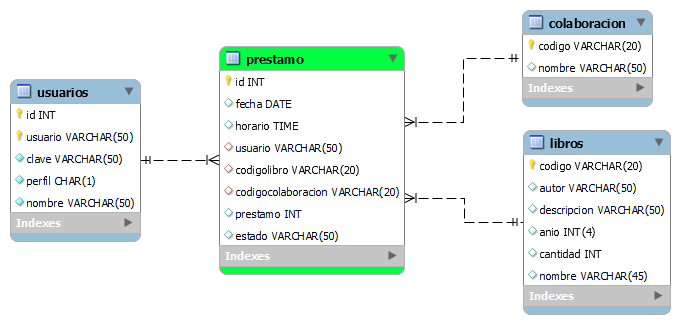 usuarios
id INT
usuario VARCHAR(50)
clave VARCHAR(50)
perfil CHAR(1)
nombre VARCHAR(50)
Indexes
prestamo
id INT
fecha DATE
horario TIME
usuario VARCHAR(50)
codigolibro VARCHAR(20)
codigocolaboracion VARCHAR(20)
prestamo INT
estado VARCHAR(50)
Indexes
colaboracion
codigo VARCHAR(20)
nombre VARCHAR(50)
Indexes
libros
codigo VARCHAR(20)
autor VARCHAR(50)
descripcion VARCHAR(50)
anio INT(4)
cantidad INT
nombre VARCHAR(45)
Indexes